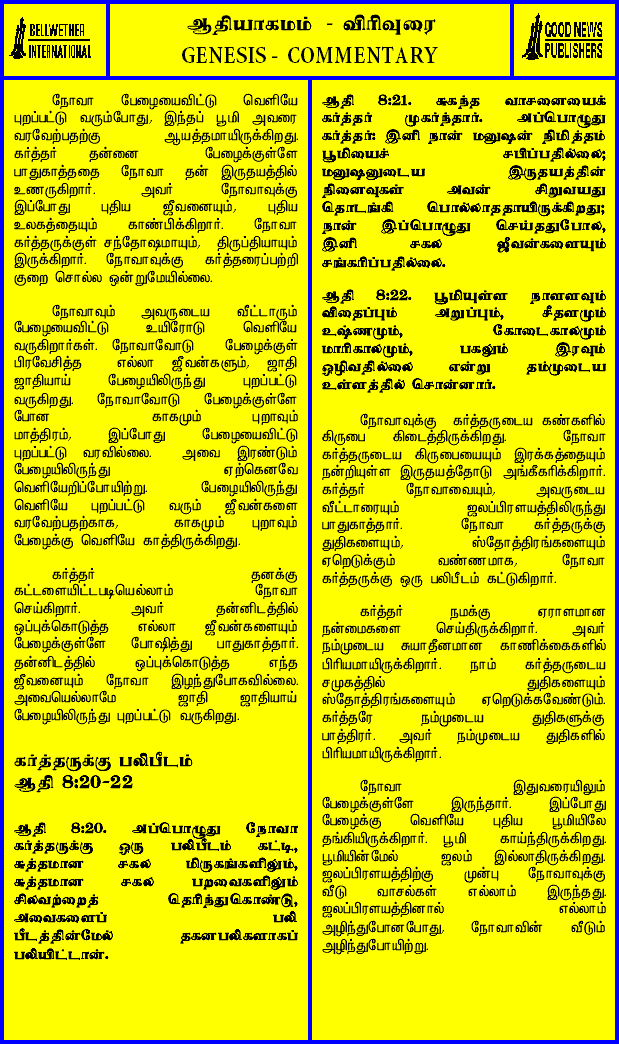 BELLWETHER
INTERNATIONAL
ஆதியாகமம் - விரிவுரை
GENESIS - COMMENTARY
GOOD NEWS
PUBLISHERS
நோவா பேழையைவிட்டு வெளியே
புறப்பட்டு வரும்போது, இந்தப் பூமி அவரை
வரவேற்பதற்கு ஆயத்தமாயிருக்கிறது.
கர்த்தர் தன்னை பேழைக்குள்ளே
பாதுகாத்ததை நோவா தன் இருதயத்தில்
உணருகிறார். அவர் நோவாவுக்கு
இப்போது புதிய ஜீவனையும், புதிய
உலகத்தையும் காண்பிக்கிறார். நோவா
கர்த்தருக்குள் சந்தோஷமாயும், திருப்தியாயும்
இருக்கிறார். நோவாவுக்கு கர்த்தரைப்பற்றி
குறை சொல்ல ஒன்றுமேயில்லை.
நோவாவும் அவருடைய வீட்டாரும்
பேழையைவிட்டு உயிரோடு வெளியே
வருகிறார்கள். நோவாவோடு பேழைக்குள்
பிரவேசித்த எல்லா ஜீவன்களும், ஜாதி
ஜாதியாய் பேழையிலிருந்து புறப்பட்டு
வருகிறது. நோவாவோடு பேழைக்குள்ளே
போன காகமும் புறாவும்
மாத்திரம், இப்போது பேழையைவிட்டு
புறப்பட்டு வரவில்லை. அவை இரண்டும்
பேழையிலிருந்து ஏற்கெனவே
வெளியேறிப்போயிற்று. பேழையிலிருந்து
வெளியே புறப்பட்டு வரும் ஜீவன்களை
வரவேற்பதற்காக, காகமும் புறாவும்
பேழைக்கு வெளியே காத்திருக்கிறது.
கர்த்தர் தனக்கு
கட்டளையிட்டபடியெல்லாம் நோவா
செய்கிறார். அவர் தன்னிடத்தில்
ஒப்புக்கொடுத்த எல்லா ஜீவன்களையும்
பேழைக்குள்ளே போஷித்து பாதுகாத்தார்.
தன்னிடத்தில் ஒப்புக்கொடுத்த எந்த
ஜீவனையும் நோவா இழந்துபோகவில்லை.
அவையெல்லாமே ஜாதி ஜாதியாய்
பேழையிலிருந்து புறப்பட்டு வருகிறது.
கர்த்தருக்கு பலிபீடம்
ஆதி 8:20-22
ஆதி 8:20. அப்பொழுது நோவா
கர்த்தருக்கு ஒரு பலிபீடம் கட்டி,
சுத்தமான சகல மிருகங்களிலும்,
சுத்தமான சகல பறவைகளிலும்
சிலவற்றைத் தெரிந்துகொண்டு,
அவைகளைப் பலி
பீடத்தின்மேல் தகனபலிகளாகப்
பலியிட்டான்.
ஆதி 8:21. சுகந்த வாசனையைக்
கர்த்தர் முகர்ந்தார். அப்பொழுது
கர்த்தர்: இனி நான் மனுஷன் நிமித்தம்
பூமியைச் சபிப்பதில்லை;
மனுஷனுடைய இருதயத்தின்
நினைவுகள் அவன் சிறுவயது
தொடங்கி பொல்லாததாயிருக்கிறது;
நான் இப்பொழுது செய்ததுபோல,
இனி சகல ஜீவன்களையும்
சங்கரிப்பதில்லை.
ஆதி 8:22. பூமியுள்ள நாளளவும்
விதைப்பும் அறுப்பும், சீதளமும்
உஷ்ணமும், கோடைகாலமும்
மாரிகாலமும், பகலும் இரவும்
ஒழிவதில்லை என்று தம்முடைய
உள்ளத்தில் சொன்னார்.
நோவாவுக்கு கர்த்தருடைய கண்களில்
கிருபை கிடைத்திருக்கிறது. நோவா
கர்த்தருடைய கிருபையையும் இரக்கத்தையும்
நன்றியுள்ள இருதயத்தோடு அங்கீகரிக்கிறார்.
கர்த்தர் நோவாவையும், அவருடைய
வீட்டாரையும் ஜலப்பிரளயத்திலிருந்து
பாதுகாத்தார். நோவா கர்த்தருக்கு
துதிகளையும், ஸ்தோத்திரங்களையும்
ஏறெடுக்கும் வண்ணமாக, நோவா
கர்த்தருக்கு ஒரு பலிபீடம் கட்டுகிறார்.
கர்த்தர் நமக்கு ஏராளமான
நன்மைகளை செய்திருக்கிறார். அவர்
நம்முடைய சுயாதீனமான காணிக்கைகளில்
பிரியமாயிருக்கிறார். நாம் கர்த்தருடைய
சமுகத்தில் துதிகளையும்
ஸ்தோத்திரங்களையும் ஏறெடுக்கவேண்டும்.
கர்த்தரே நம்முடைய துதிகளுக்கு
பாத்திரர். அவர் நம்முடைய துதிகளில்
பிரியமாயிருக்கிறார்.
நோவா இதுவரையிலும்
பேழைக்குள்ளே இருந்தார். இப்போது
பேழைக்கு வெளியே புதிய பூமியிலே
தங்கியிருக்கிறார். பூமி காய்ந்திருக்கிறது.
பூமியின்மேல் ஜலம் இல்லாதிருக்கிறது.
ஜலப்பிரளயத்திற்கு முன்பு நோவாவுக்கு
வீடு வாசல்கள் எல்லாம் இருந்தது.
ஜலப்பிரளயத்தினால் எல்லாம்
அழிந்துபோனபோது, நோவாவின் வீடும்
அழிந்துபோயிற்று.